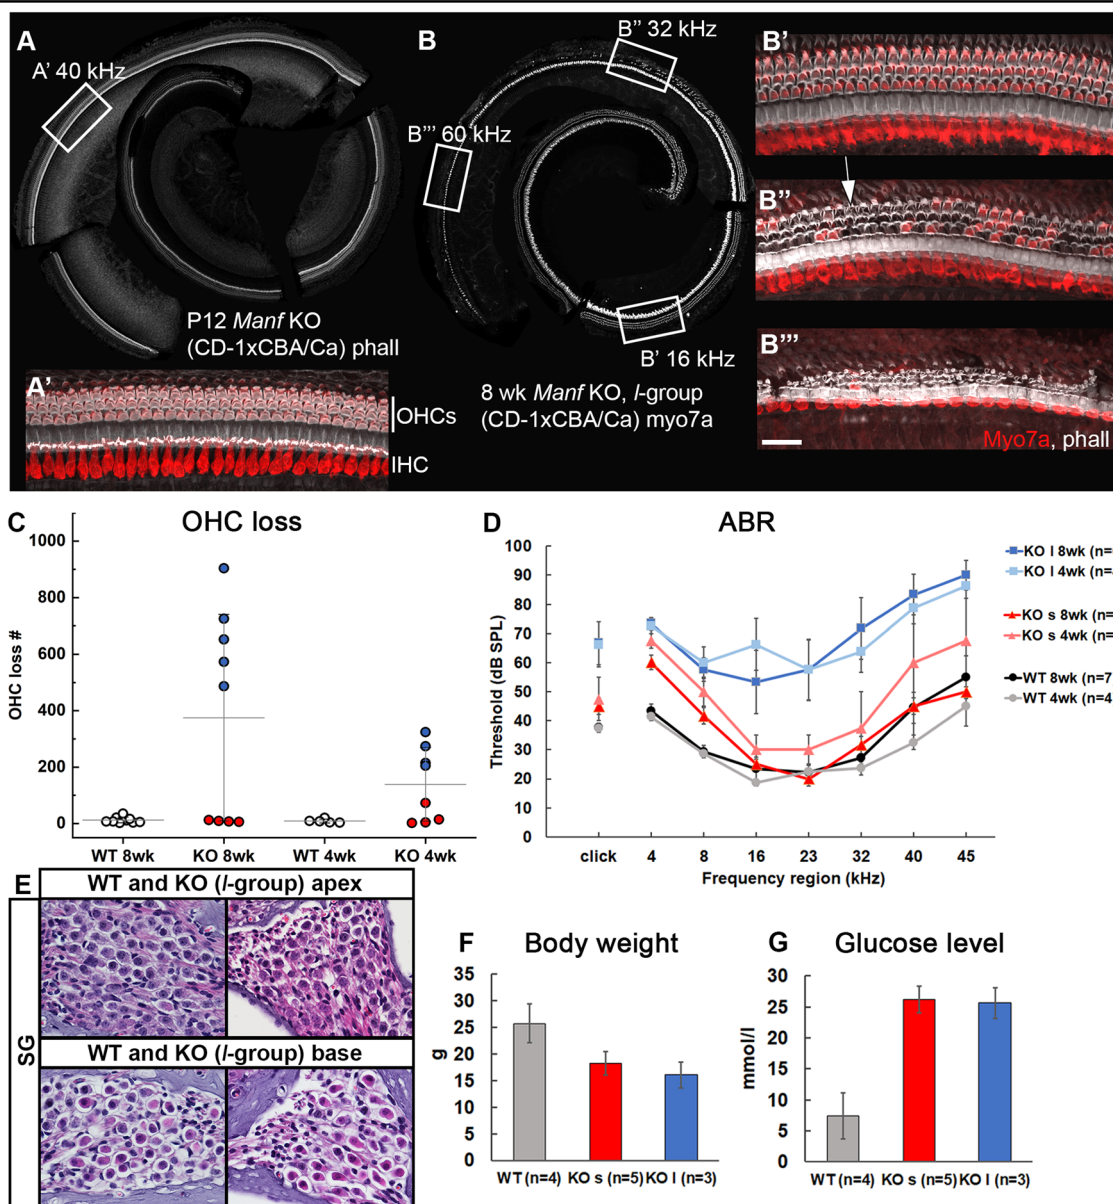 A
A' 40 kHz
P12 Manf KO
(CD-1xCBA/Ca) phall
A'
OHCs
IHC
B
B'' 32 kHz
B''' 60 kHz
B' 16 kHz
8 wk Manf KO, l-group
(CD-1xCBA/Ca) myo7a
B'
B''
B'''
Myo7a, phall
C
OHC loss
OHC loss #
1000
800
600
400
200
0
WT 8wk
KO 8wk
WT 4wk
KO 4wk
D
ABR
Threshold (dB SPL)
100
90
80
70
60
50
40
30
20
10
0
click
4
8
16
23
32
40
45
Frequency region (kHz)
KO l 8wk (n=
KO l 4wk (n=
KO s 8wk (n=
KO s 4wk (n=
WT 8wk (n=7
WT 4wk (n=4
E
WT and KO (l-group) apex
SG
WT and KO (l-group) base
F
Body weight
g
35
30
25
20
15
10
5
0
WT (n=4)
KO s (n=5)
KO l (n=3)
G
Glucose level
mmol/l
30
25
20
15
10
5
0
WT (n=4)
KO s (n=5)
KO l (n=3)